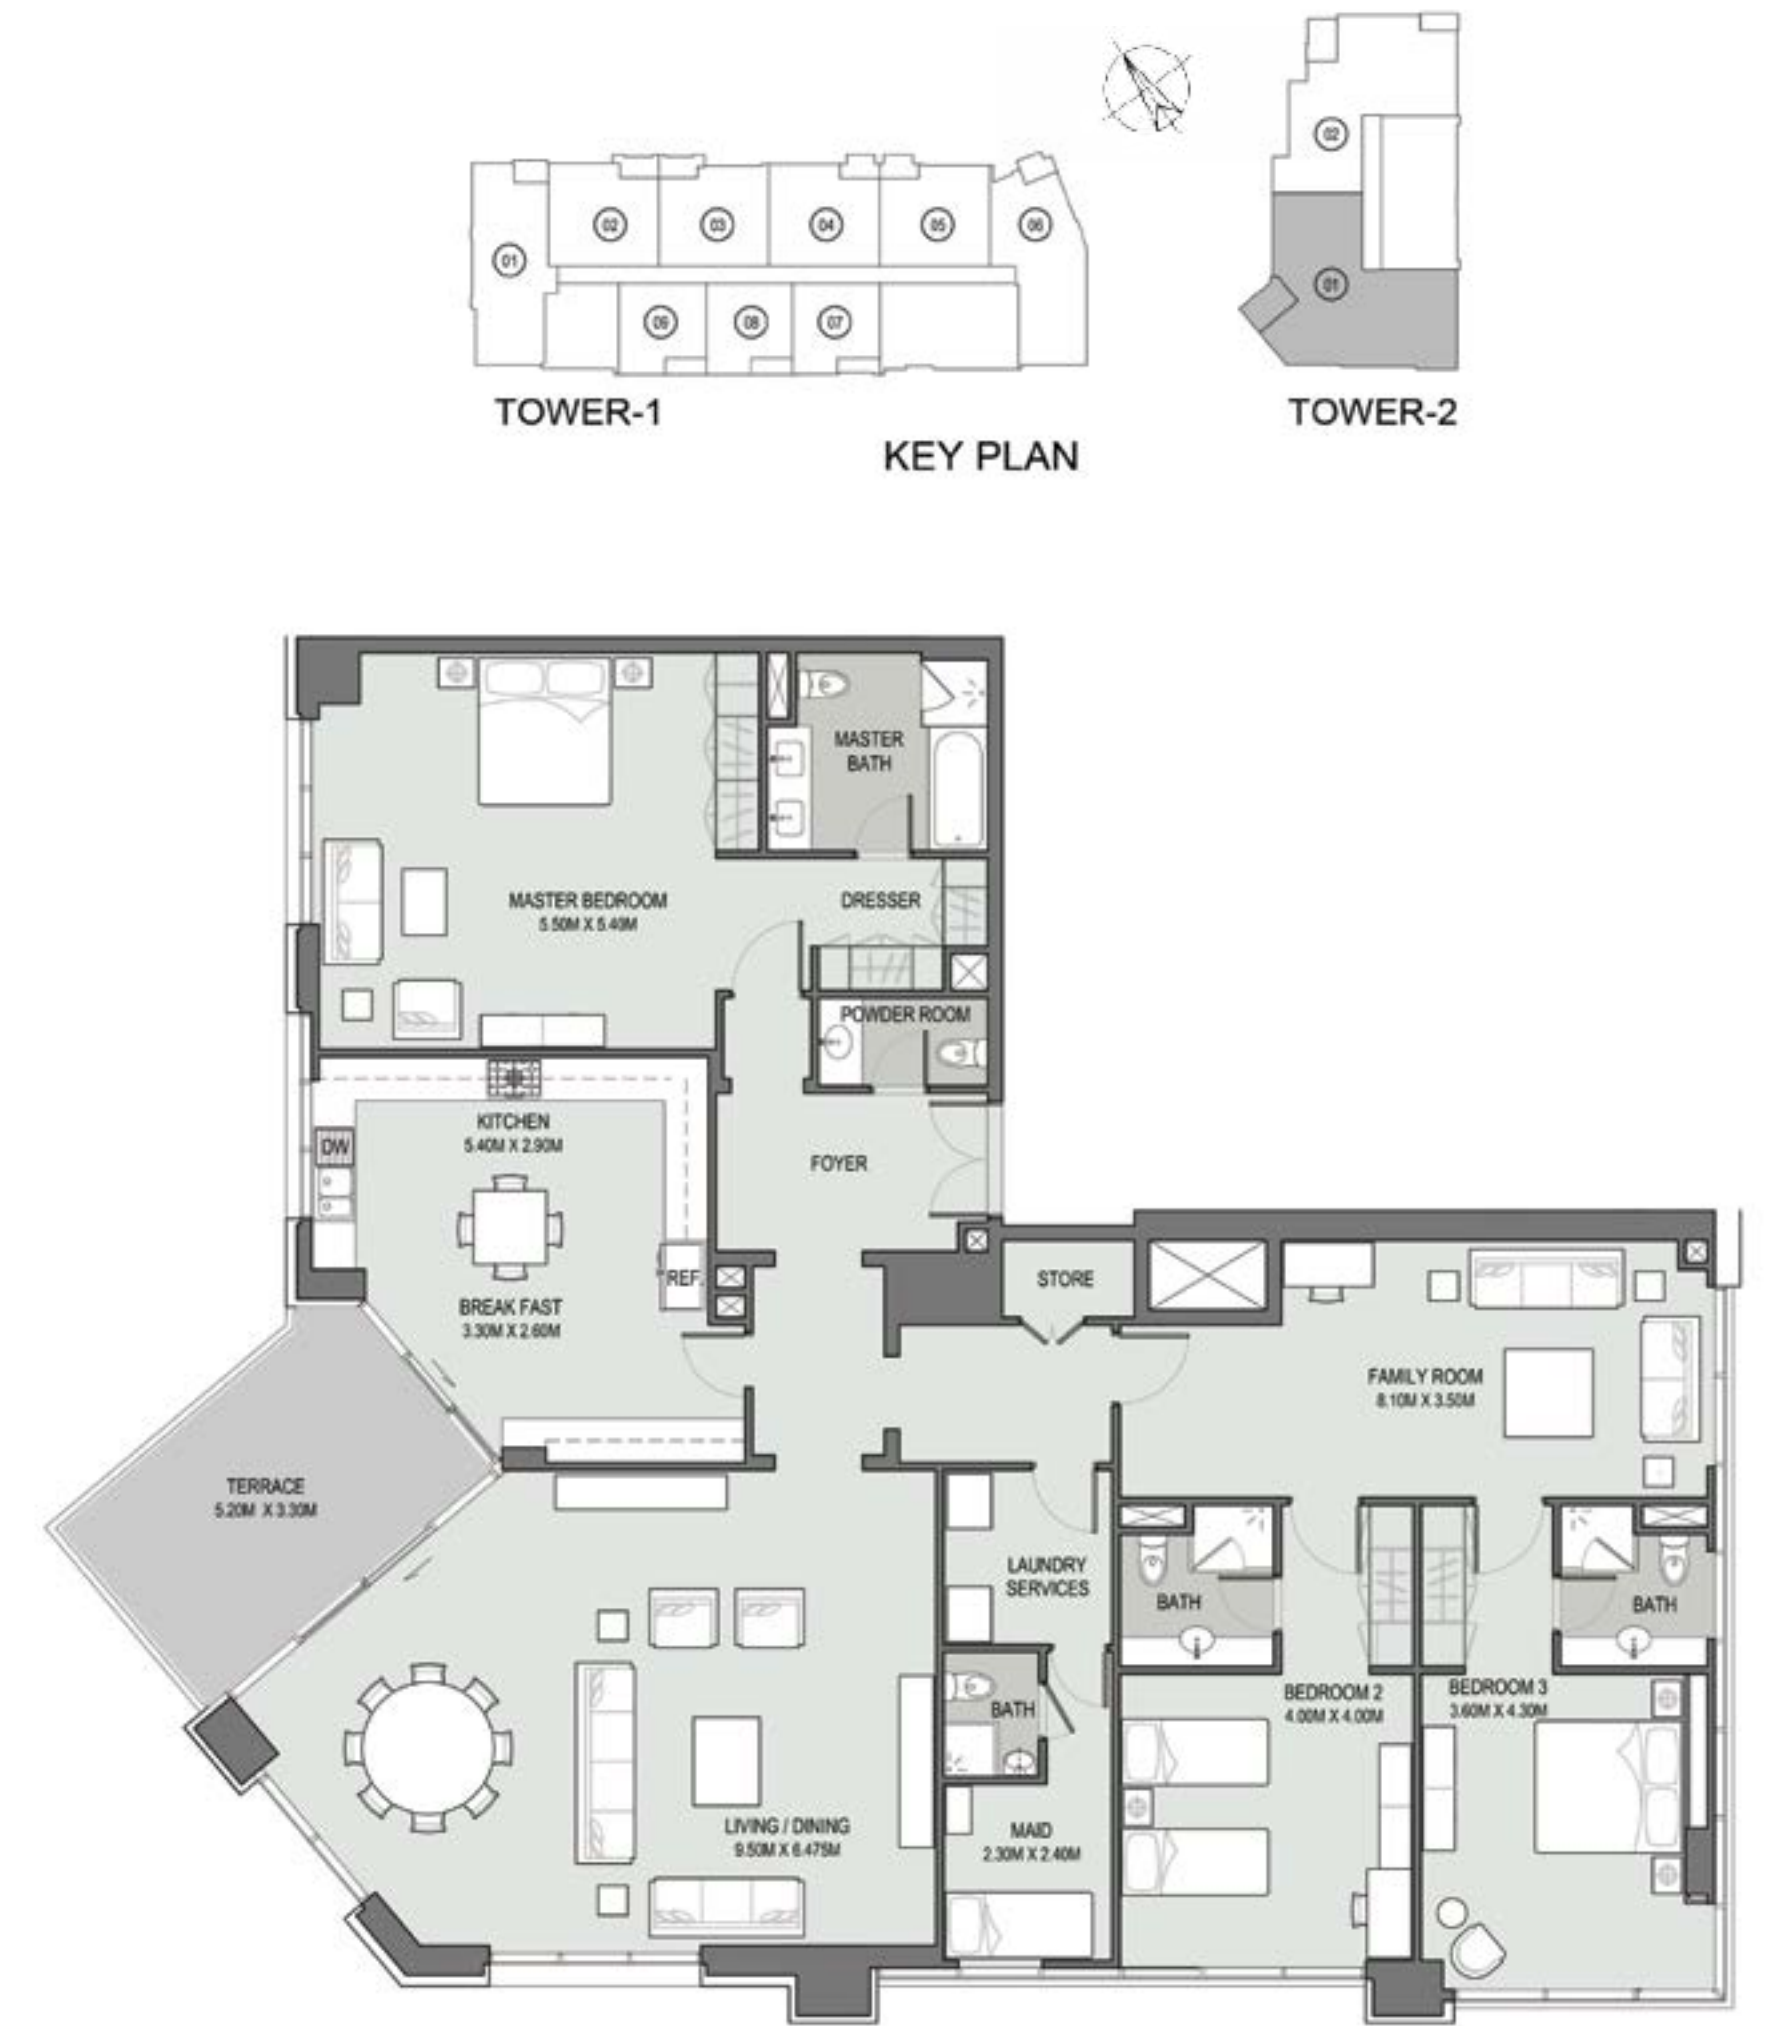 02
02
03
04
05
06
01
09
08
07
01
TOWER-1
TOWER-2
KEY PLAN
MASTER
BATH
MASTER BEDROOM
5.50M X 5.40M
DRESSER
POWDER ROOM
KITCHEN
5.40M X 2.90M
DW
FOYER
REF.
STORE
BREAK FAST
3.30M X 2.60M
FAMILY ROOM
8.10M X 3.50M
TERRACE
5.20M X 3.30M
LAUNDRY
SERVICES
BATH
BATH
BEDROOM 2
4.00M X 4.00M
BEDROOM 3
3.60M X 4.30M
BATH
LIVING / DINING
9.50M X 6.475M
MAID
2.30M X 2.40M